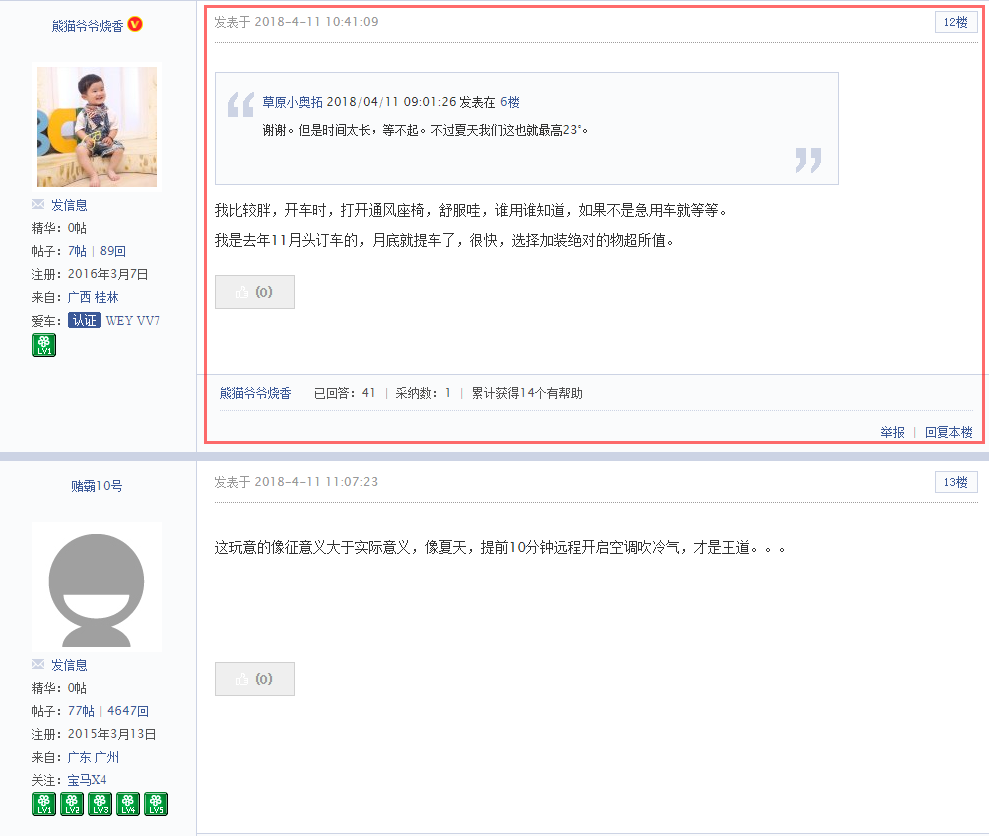 熊猫爷爷烧香 V
发信息
精华：0帖
帖子：7帖 | 89回
注册：2016年3月7日
来自：广西 桂林
爱车：认证 WEY VV7
LV1
发表于 2018-4-11 10:41:09
12楼
草原小奥拓 2018/04/11 09:01:26 发表在 6楼
谢谢。但是时间太长，等不起。不过夏天我们这也就最高23°。
我比较胖，开车时，打开通风座椅，舒服哇，谁用谁知道，如果不是急用车就等等。
我是去年11月头订车的，月底就提车了，很快，选择加装绝对的物超所值。
(0)
熊猫爷爷烧香 已回答：41 | 采纳数：1 | 累计获得14个有帮助
举报 | 回复本楼
赌霸10号
发信息
精华：0帖
帖子：77帖 | 4647回
注册：2015年3月13日
来自：广东 广州
关注：宝马X4
LV1 LV2 LV3 LV4 LV5
发表于 2018-4-11 11:07:23
13楼
这玩意的像征意义大于实际意义，像夏天，提前10分钟远程开启空调吹冷气，才是王道。。。
(0)